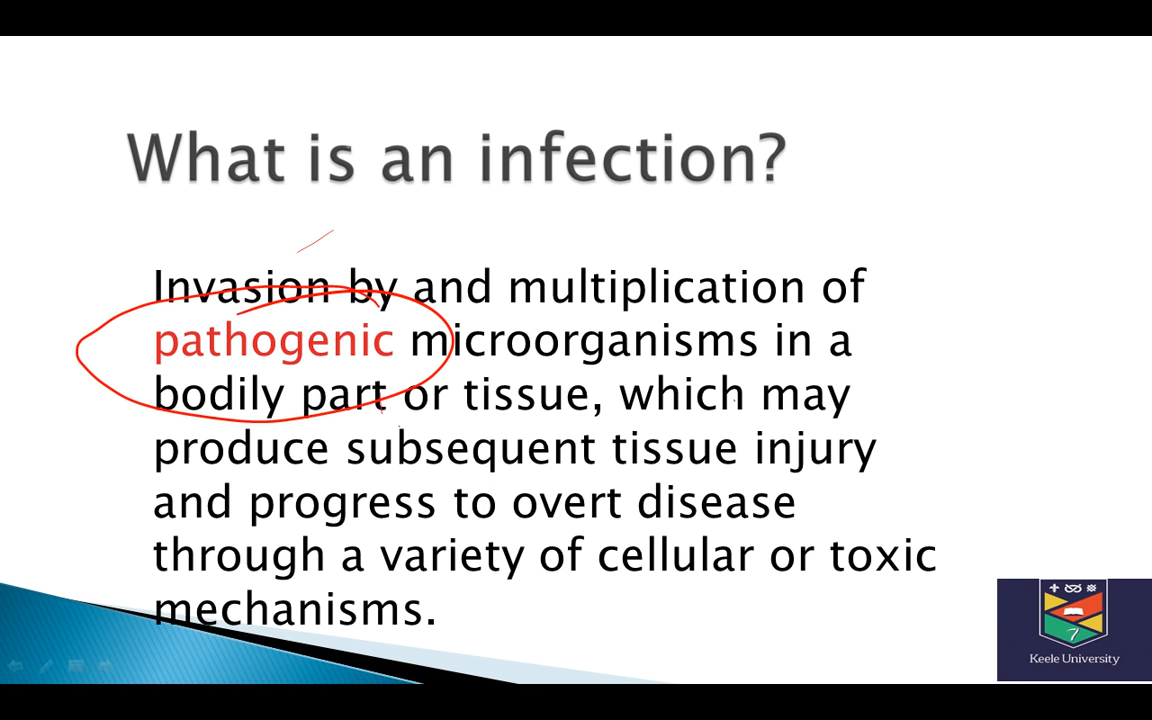 What is an infection?
Invasion by and multiplication of
pathogenic microorganisms in a
bodily part or tissue, which may
produce subsequent tissue injury
and progress to overt disease
through a variety of cellular or toxic
mechanisms.
Keele University